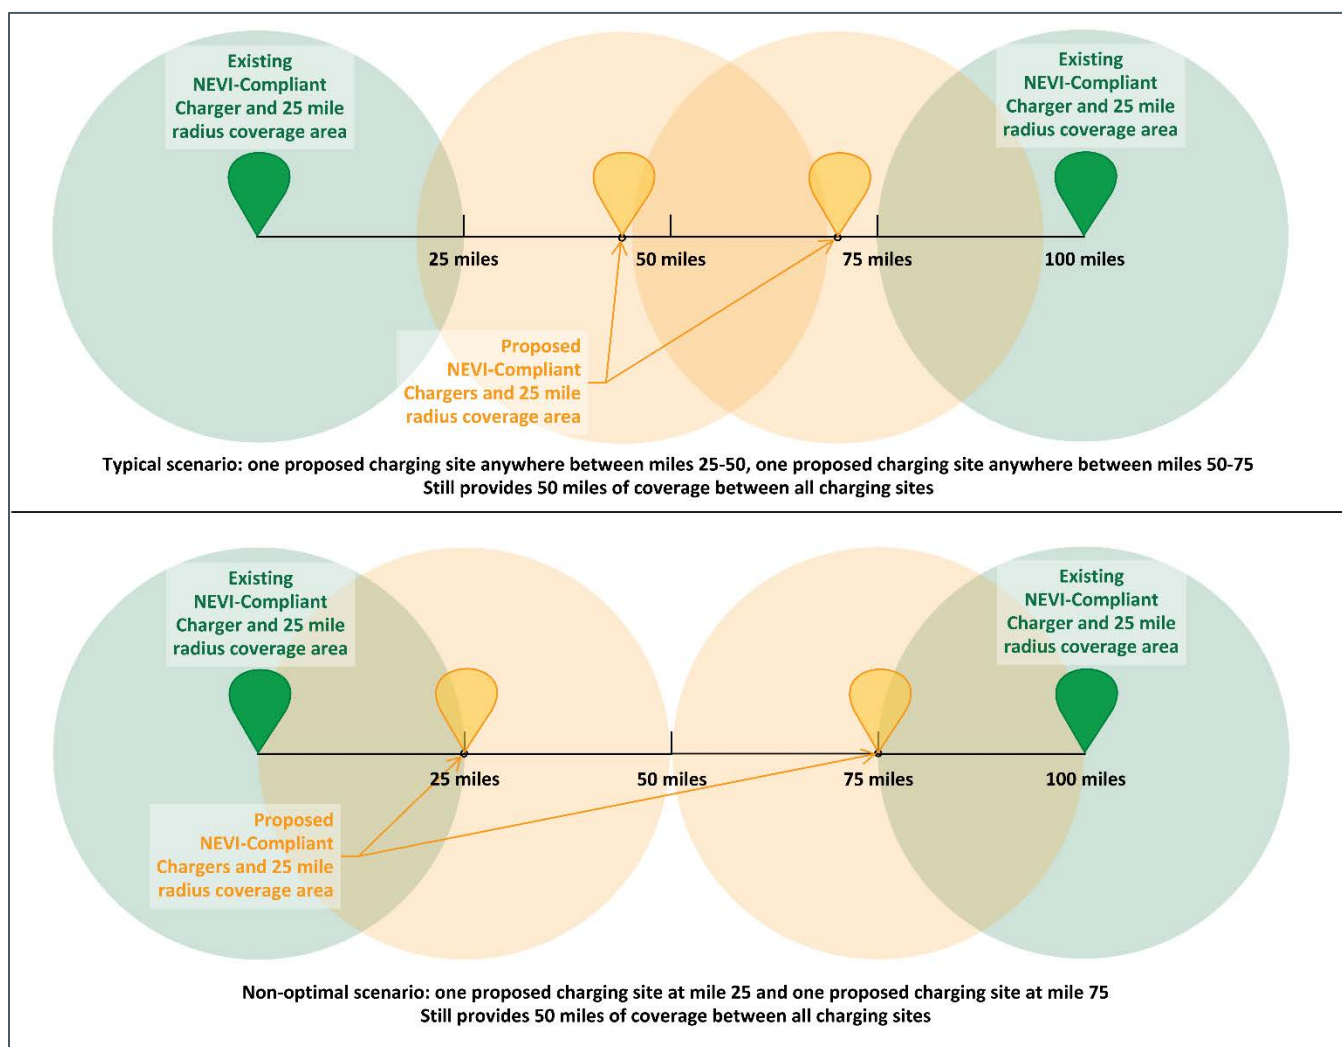 Existing
NEVI-Compliant
Charger and 25 mile
radius coverage area
Existing
NEVI-Compliant
Charger and 25 mile
radius coverage area
25 miles
50 miles
75 miles
100 miles
Proposed
NEVI-Compliant
Chargers and 25 mile
radius coverage area
Typical scenario: one proposed charging site anywhere between miles 25-50, one proposed charging site anywhere between miles 50-75
Still provides 50 miles of coverage between all charging sites
Existing
NEVI-Compliant
Charger and 25 mile
radius coverage area
Existing
NEVI-Compliant
Charger and 25 mile
radius coverage area
25 miles
50 miles
75 miles
100 miles
Proposed
NEVI-Compliant
Chargers and 25 mile
radius coverage area
Non-optimal scenario: one proposed charging site at mile 25 and one proposed charging site at mile 75
Still provides 50 miles of coverage between all charging sites